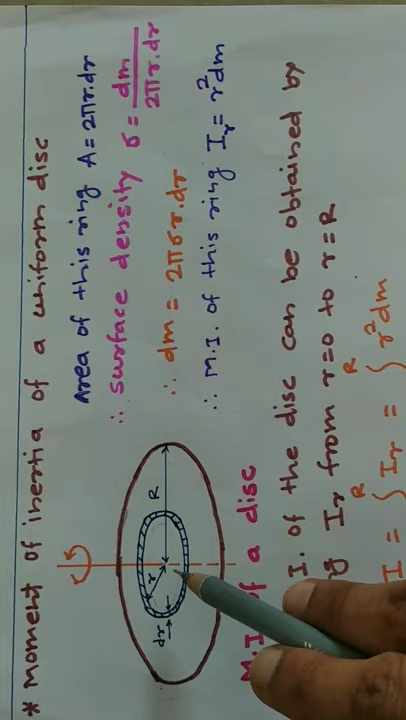 * Moment of inertia of a uniform disc
Area of this ring A = 2πr.dr
∴ surface density σ = dm / 2πr.dr
∴ dm = 2πσr.dr
∴ M.I. of this ring Ir = r²dm
R
r
dr
M.I. of a disc
I. of the disc can be obtained by
g Ir from r=0 to r=R
I = ∫ᴿ Ir = ∫ᴿ r²dm